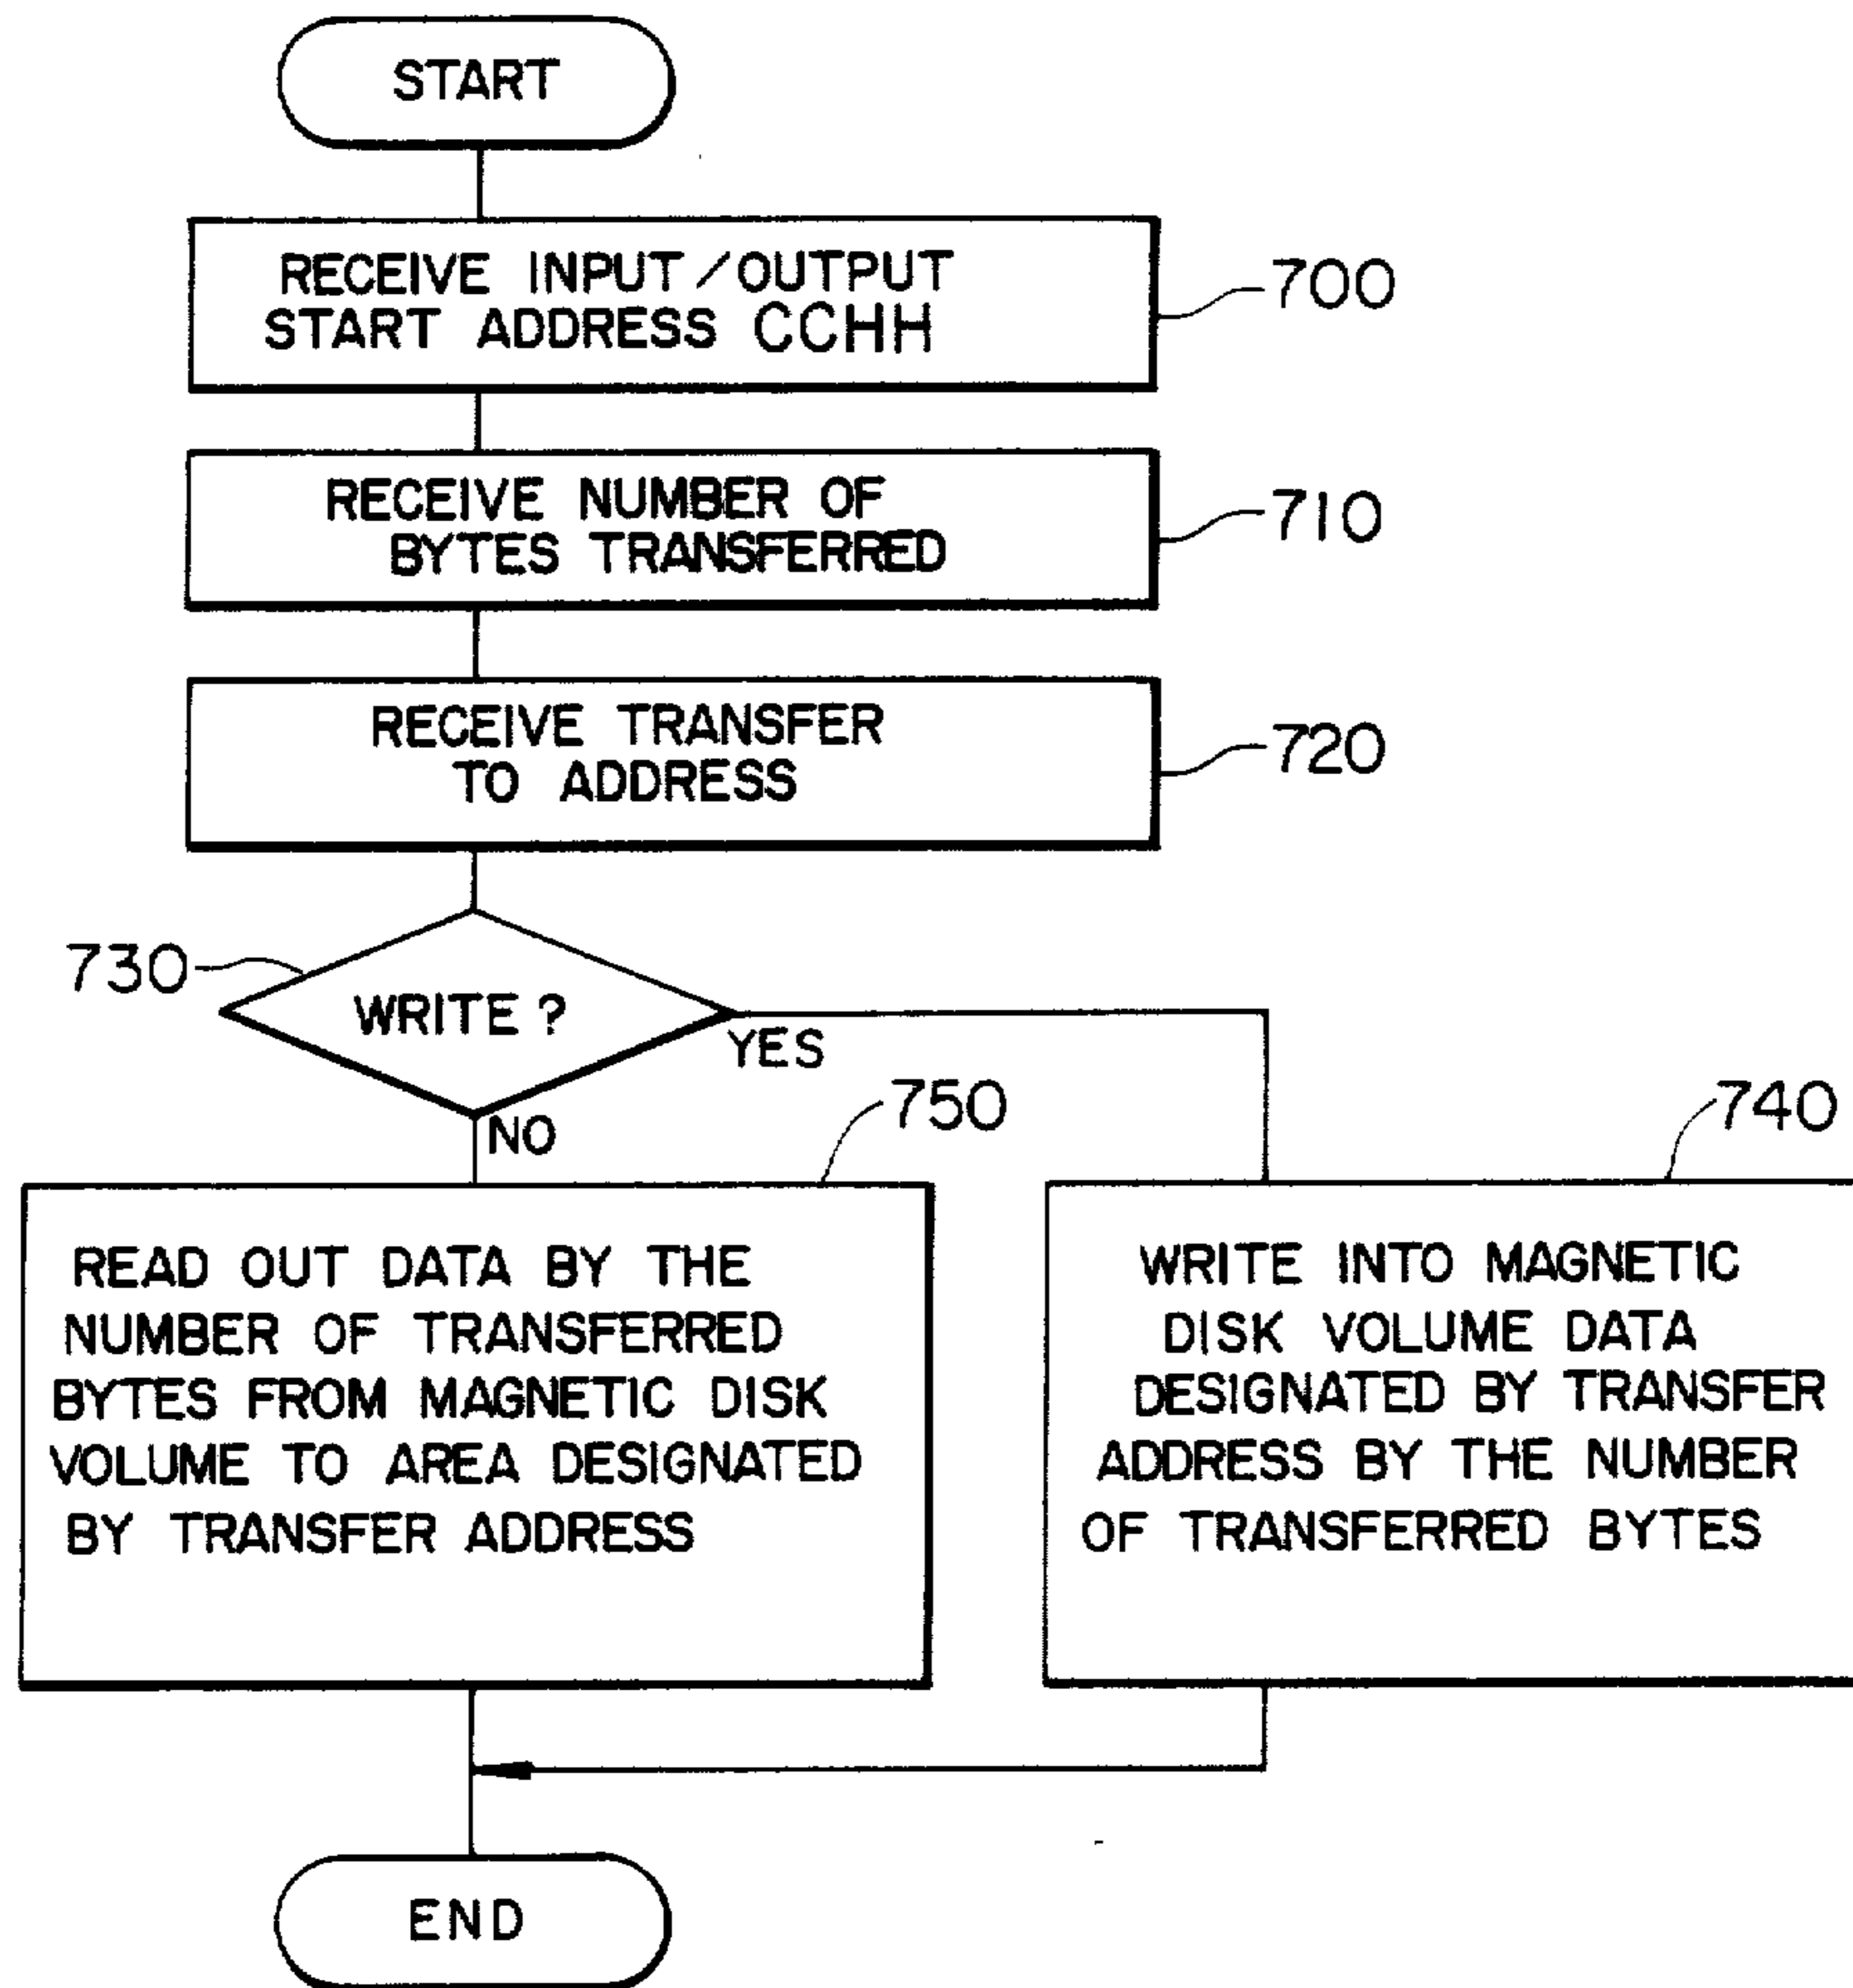 START
RECEIVE INPUT/OUTPUT
START ADDRESS CCHH
700
RECEIVE NUMBER OF
BYTES TRANSFERRED
710
RECEIVE TRANSFER
TO ADDRESS
720
730
WRITE ?
YES
NO
750
READ OUT DATA BY THE
NUMBER OF TRANSFERRED
BYTES FROM MAGNETIC DISK
VOLUME TO AREA DESIGNATED
BY TRANSFER ADDRESS
740
WRITE INTO MAGNETIC
DISK VOLUME DATA
DESIGNATED BY TRANSFER
ADDRESS BY THE NUMBER
OF TRANSFERRED BYTES
END